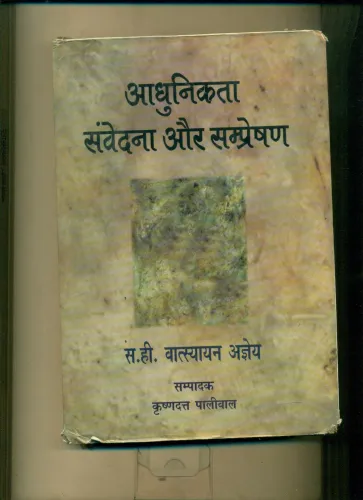 आधुनिकता
संवेदना और सम्प्रेषण
स.ही. वात्स्यायन अज्ञेय
सम्पादक
कृष्णदत्त पालीवाल